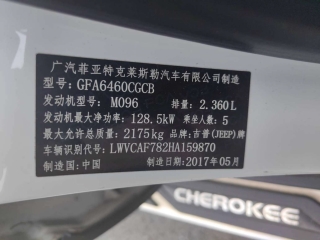 广汽菲亚特克莱斯勒汽车有限公司制造
型号: GFA6460CGCB
发动机型号: M096 排量: 2.360L
发动机最大净功率: 128.5kW 乘坐人数: 5
最大允许总质量: 2175kg 品牌: 吉普(JEEP)牌
车辆识别代号: LWVCAF782HA159870
制造国: 中国 制造日期: 2017年05月
CHEROKEE